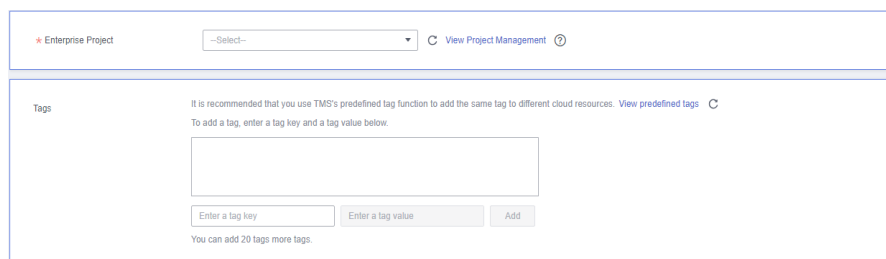 * Enterprise Project --Select-- View Project Management ?
Tags It is recommended that you use TMS's predefined tag function to add the same tag to different cloud resources. View predefined tags
To add a tag, enter a tag key and a tag value below.
Enter a tag key Enter a tag value Add
You can add 20 tags more tags.